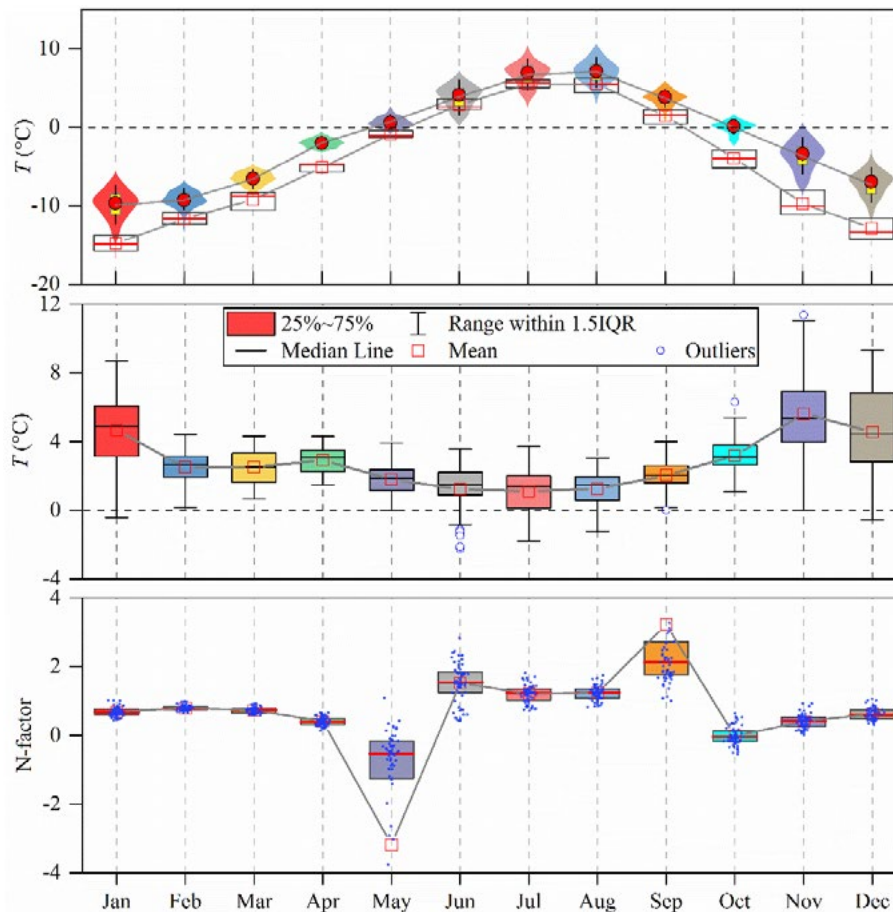 10
0
-10
-20
T (°C)
12
8
4
0
-4
T (°C)
25%~75%
Range within 1.5IQR
Median Line
Mean
Outliers
4
2
0
-2
-4
N-factor
Jan Feb Mar Apr May Jun Jul Aug Sep Oct Nov Dec